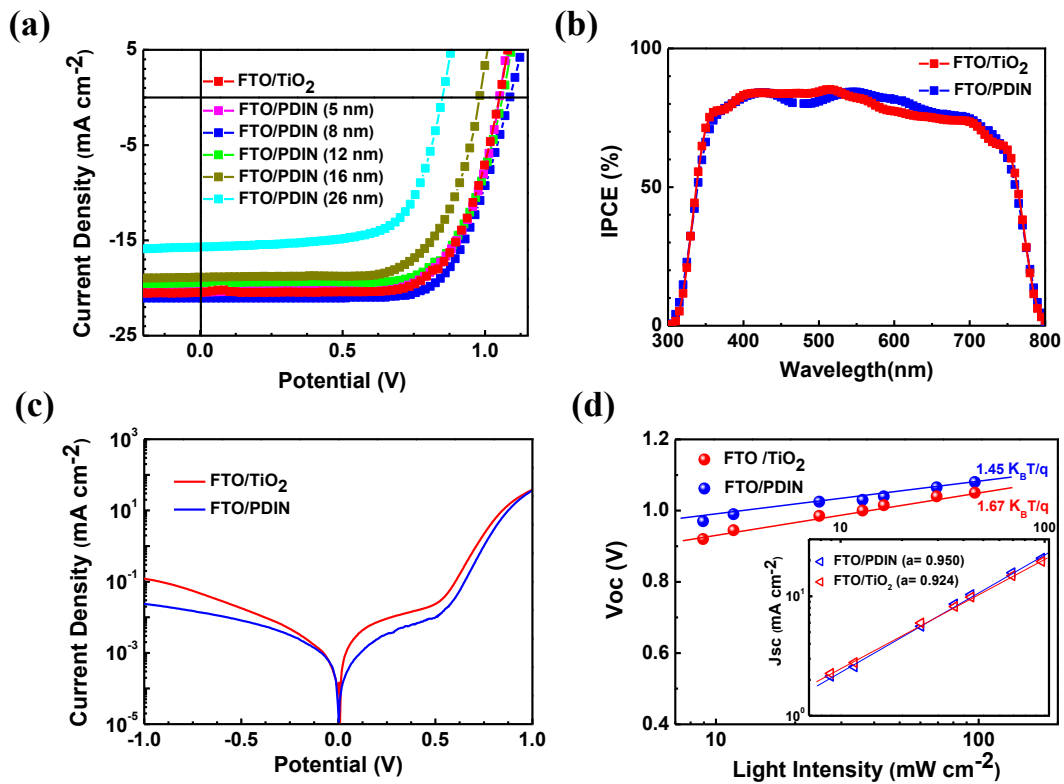 (a)
Current Density (mA cm-2)
5
-5
-15
-25
FTO/TiO2
FTO/PDIN (5 nm)
FTO/PDIN (8 nm)
FTO/PDIN (12 nm)
FTO/PDIN (16 nm)
FTO/PDIN (26 nm)
0.0 0.5 1.0
Potential (V)
(b)
IPCE (%)
100
50
0
FTO/TiO2
FTO/PDIN
300 400 500 600 700 800
Wavelegth(nm)
(c)
Current Density (mA cm-2)
10^3
10^1
10^-1
10^-3
10^-5
FTO/TiO2
FTO/PDIN
-1.0 -0.5 0.0 0.5 1.0
Potential (V)
(d)
Voc (V)
1.2
1.0
0.8
0.6
0.4
FTO /TiO2
FTO/PDIN
1.45 KBT/q
1.67 KBT/q
10 100
FTO/PDIN (a= 0.950)
FTO/TiO2 (a= 0.924)
Jsc (mA cm-2)
10^1
10^0
10 100
Light Intensity (mW cm-2)